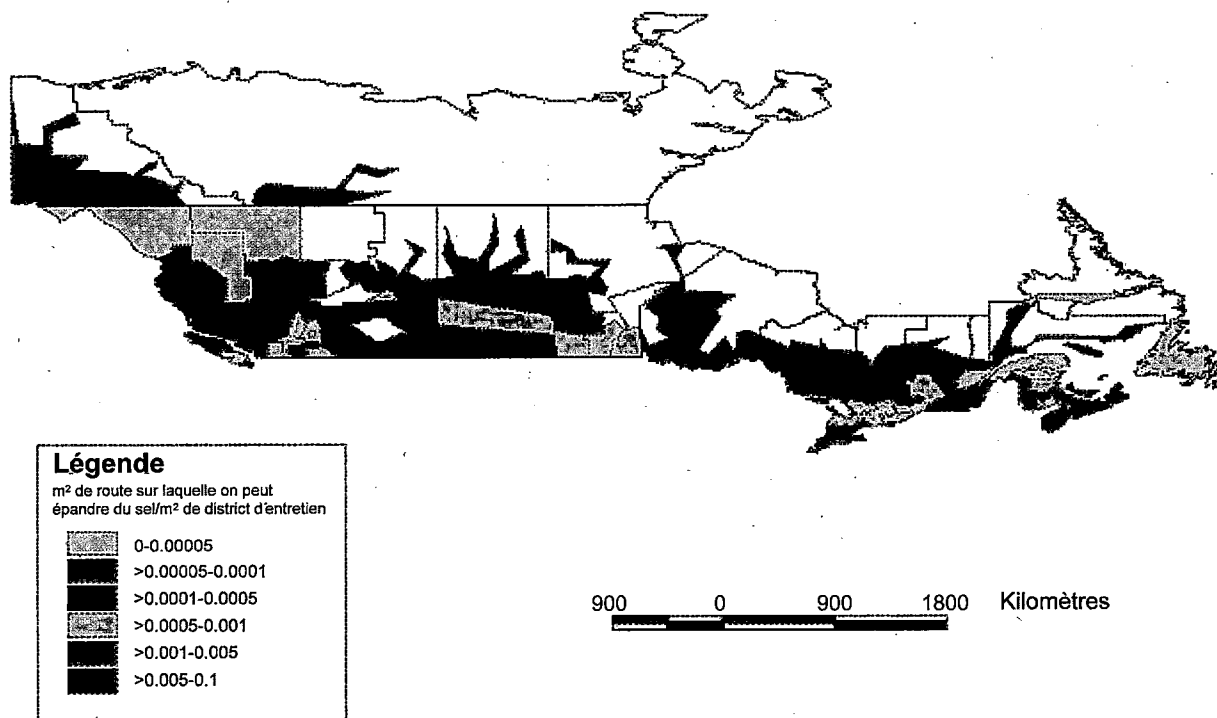 Légende
m² de route sur laquelle on peut
épandre du sel/m² de district d'entretien
0-0.00005
>0.00005-0.0001
>0.0001-0.0005
>0.0005-0.001
>0.001-0.005
>0.005-0.1
900 0 900 1800 Kilomètres